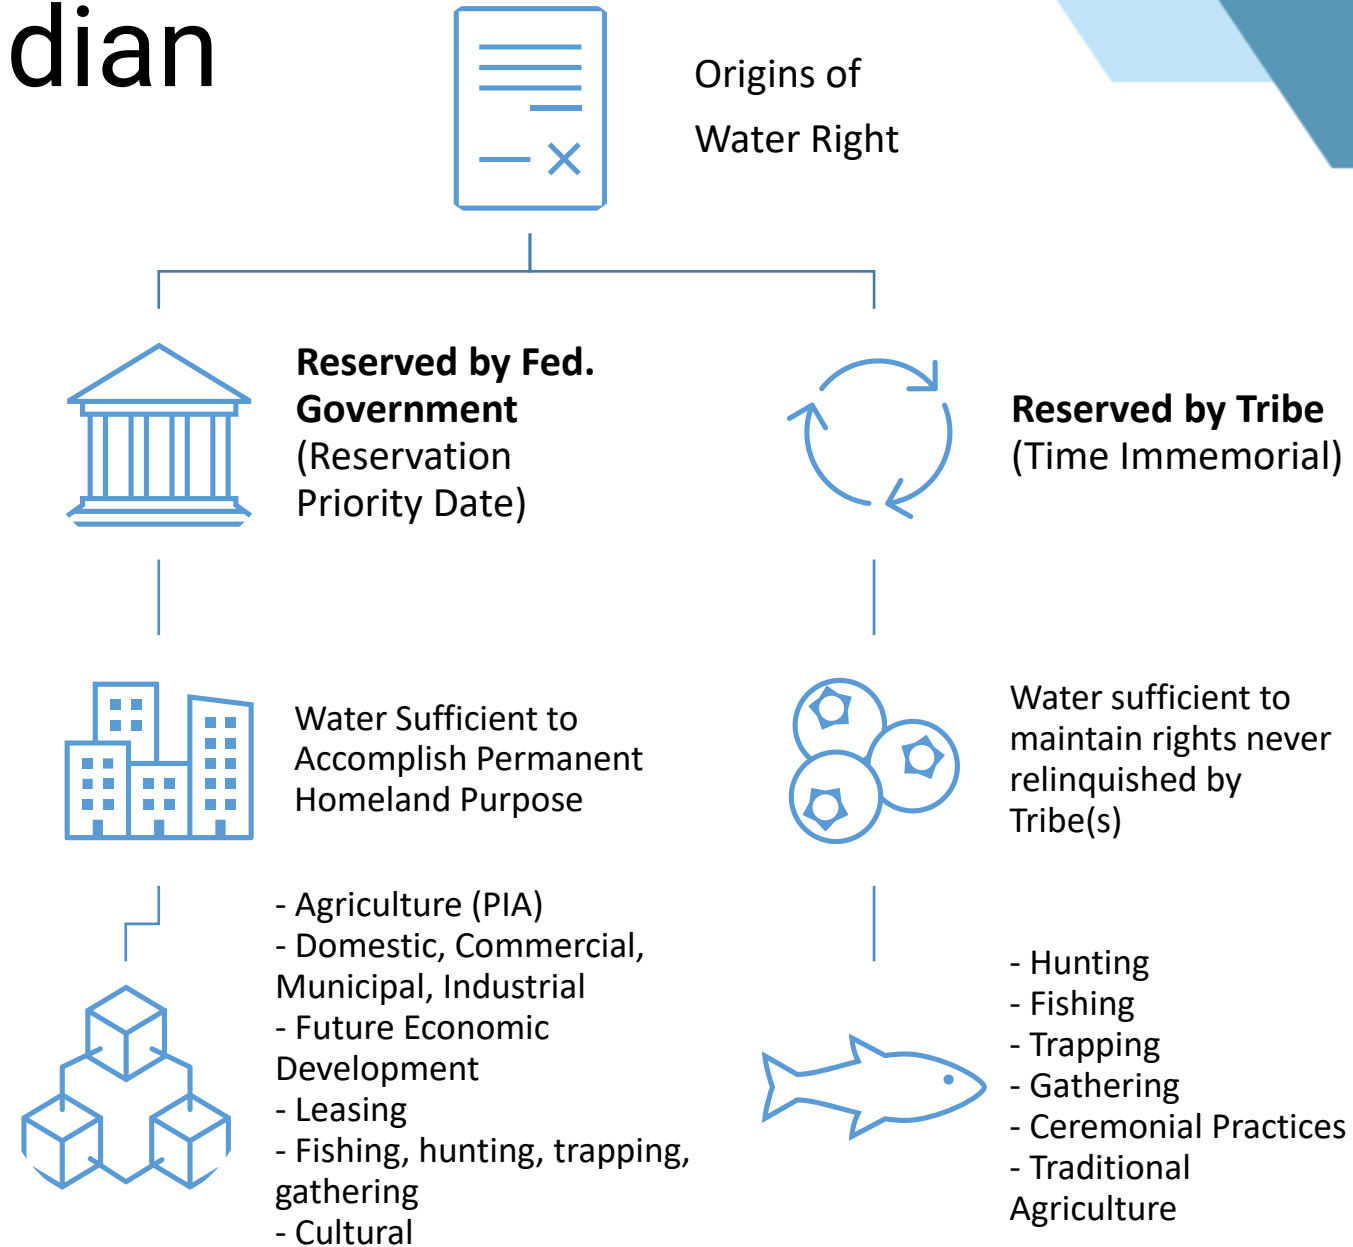 dian
Origins of
Water Right
Reserved by Fed.
Government
(Reservation
Priority Date)
Reserved by Tribe
(Time Immemorial)
Water Sufficient to
Accomplish Permanent
Homeland Purpose
Water sufficient to
maintain rights never
relinquished by
Tribe(s)
- Agriculture (PIA)
- Domestic, Commercial,
Municipal, Industrial
- Future Economic
Development
- Leasing
- Fishing, hunting, trapping,
gathering
- Cultural
- Hunting
- Fishing
- Trapping
- Gathering
- Ceremonial Practices
- Traditional
Agriculture